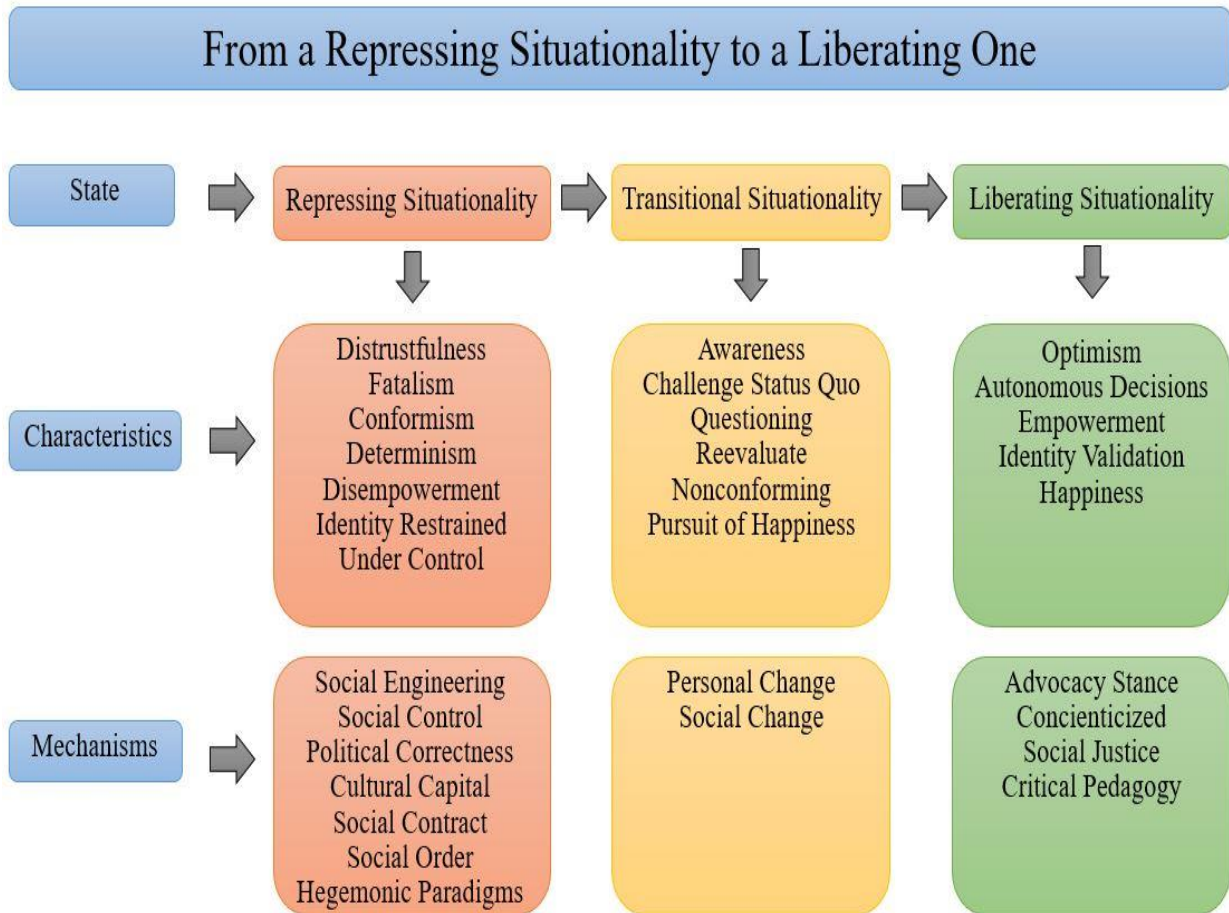 From a Repressing Situationality to a Liberating One
State
Repressing Situationality
Transitional Situationality
Liberating Situationality
Characteristics
Distrustfulness
Fatalism
Conformism
Determinism
Disempowerment
Identity Restrained
Under Control
Awareness
Challenge Status Quo
Questioning
Reevaluate
Nonconforming
Pursuit of Happiness
Optimism
Autonomous Decisions
Empowerment
Identity Validation
Happiness
Mechanisms
Social Engineering
Social Control
Political Correctness
Cultural Capital
Social Contract
Social Order
Hegemonic Paradigms
Personal Change
Social Change
Advocacy Stance
Concienticized
Social Justice
Critical Pedagogy